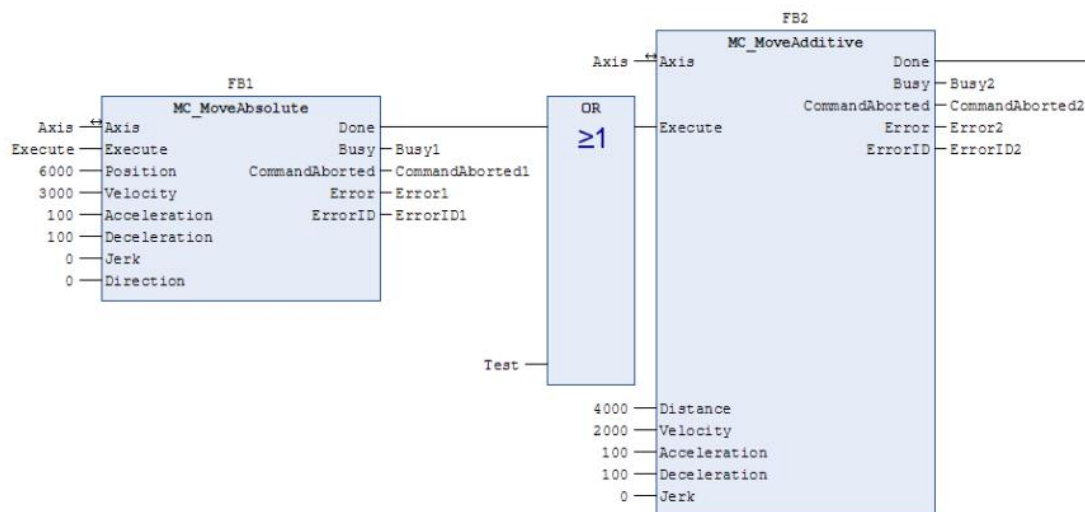 FB1
MC_MoveAbsolute
Axis ↔ Axis Done
Execute Execute Busy Busy1
6000 Position CommandAborted CommandAborted1
3000 Velocity Error Error1
100 Acceleration ErrorID ErrorID1
100 Deceleration
0 Jerk
0 Direction
OR
≥1
Test
FB2
MC_MoveAdditive
Axis ↔ Axis Done
Busy Busy2
CommandAborted CommandAborted2
Execute Error Error2
ErrorID ErrorID2
4000 Distance
2000 Velocity
100 Acceleration
100 Deceleration
0 Jerk